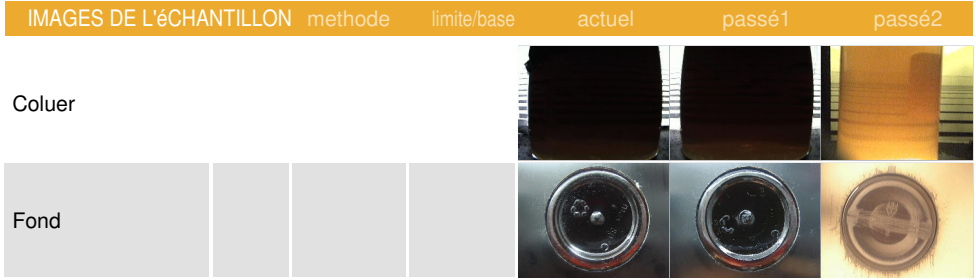 IMAGES DE L'éCHANTILLON methode limite/base actuel passé1 passé2
Coluer
Fond